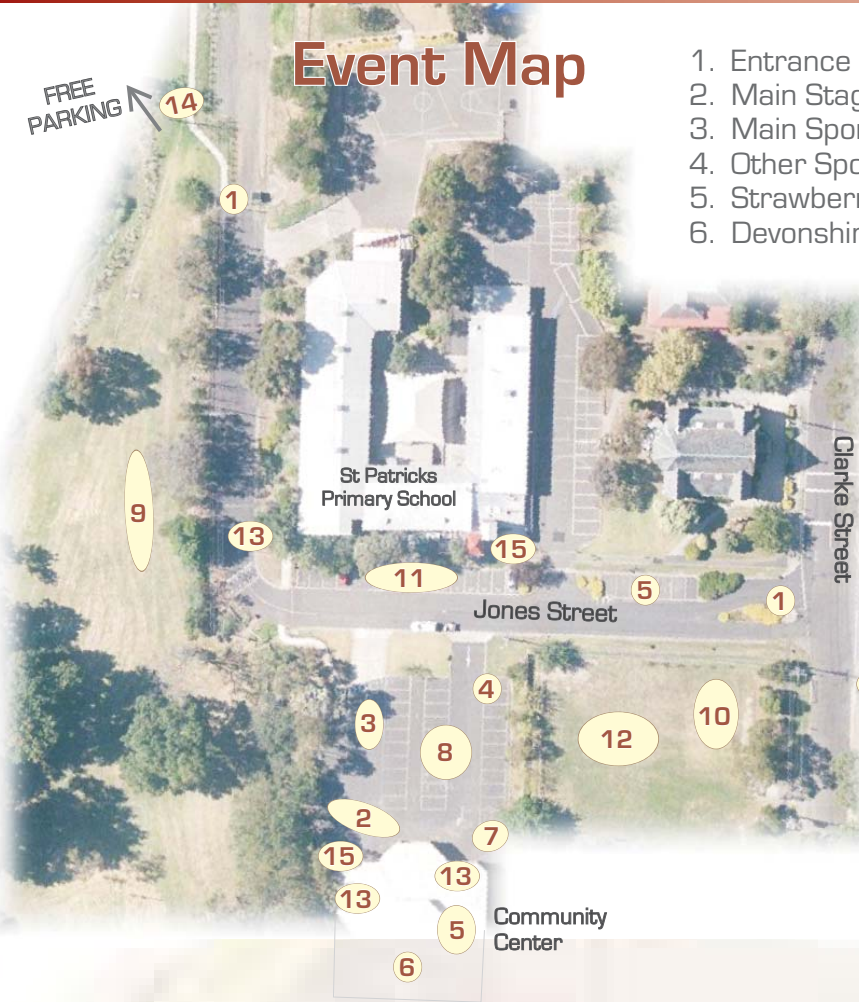 Event Map
1. Entrance
2. Main Stag
3. Main Spo
4. Other Spo
5. Strawber
6. Devonshir
FREE
PARKING
14
1
St Patricks
Primary School
Clarke Street
9
13
15
11
5
1
Jones Street
4
3
10
12
8
2
7
15
13
13
5
Community
Center
6